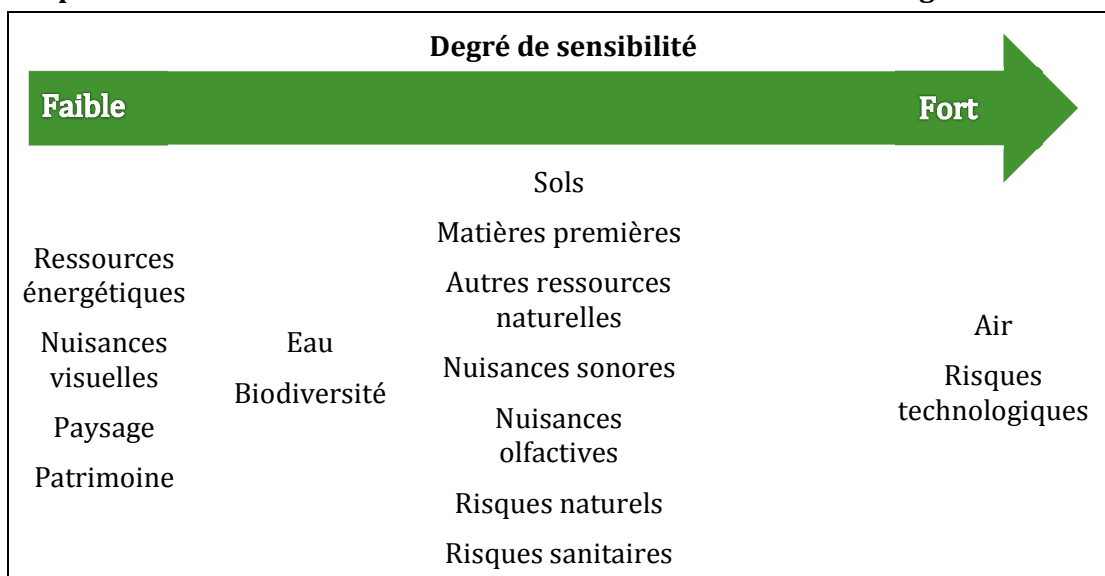 Degré de sensibilité
Faible
Fort
Ressources
énergétiques
Nuisances
visuelles
Paysage
Patrimoine
Eau
Biodiversité
Sols
Matières premières
Autres ressources
naturelles
Nuisances sonores
Nuisances
olfactives
Risques naturels
Risques sanitaires
Air
Risques
technologiques